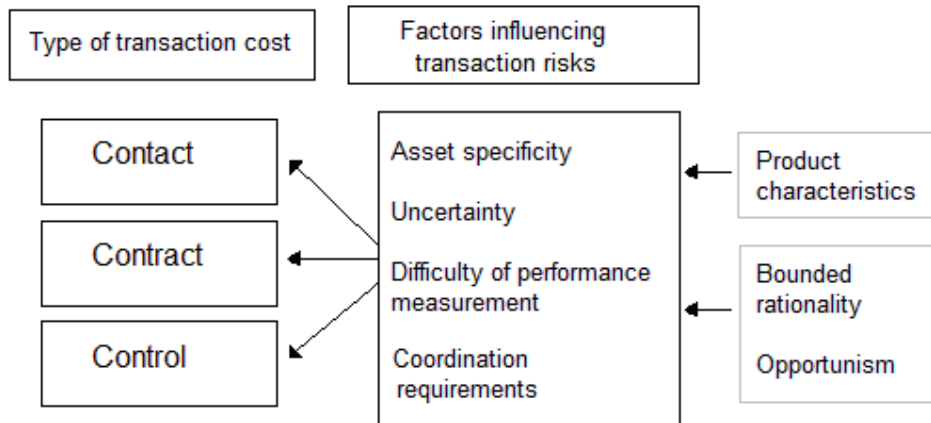 Type of transaction cost
Factors influencing
transaction risks
Contact
Contract
Control
Asset specificity
Uncertainty
Difficulty of performance
measurement
Coordination
requirements
Product
characteristics
Bounded
rationality
Opportunism